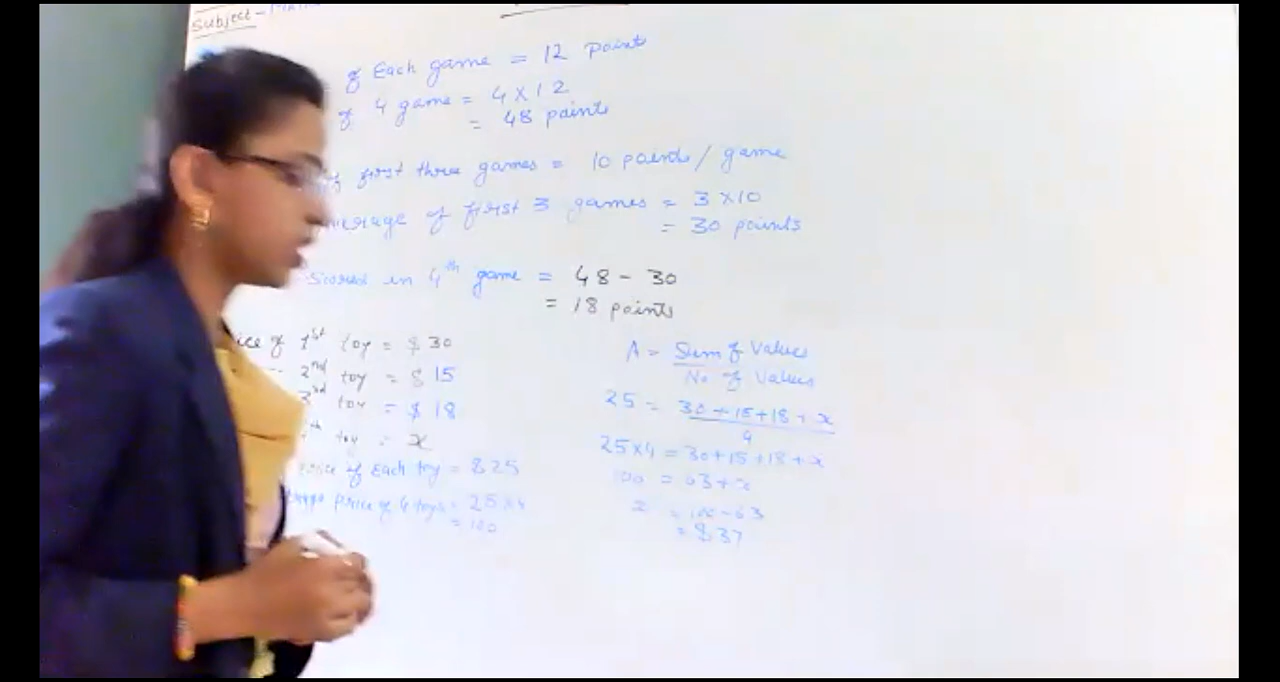 Subject -
of Each game = 12 point
of 4 game = 4 x 12
= 48 points
of first three games = 10 points / game
average of first 3 games = 3 x 10
= 30 points
Scored in 4th game = 48 - 30
= 18 points
1st toy = $ 30
2nd toy = $ 15
3rd toy = $ 18
toy = x
price of Each toy = $25
price of 4 toys = 25 x 4
= 100
A = Sum of Values
No of Values
25 = 30 + 15 + 18 + x
4
25 x 4 = 30 + 15 + 18 + x
100 = 63 + x
x = 100 - 63
= $ 37